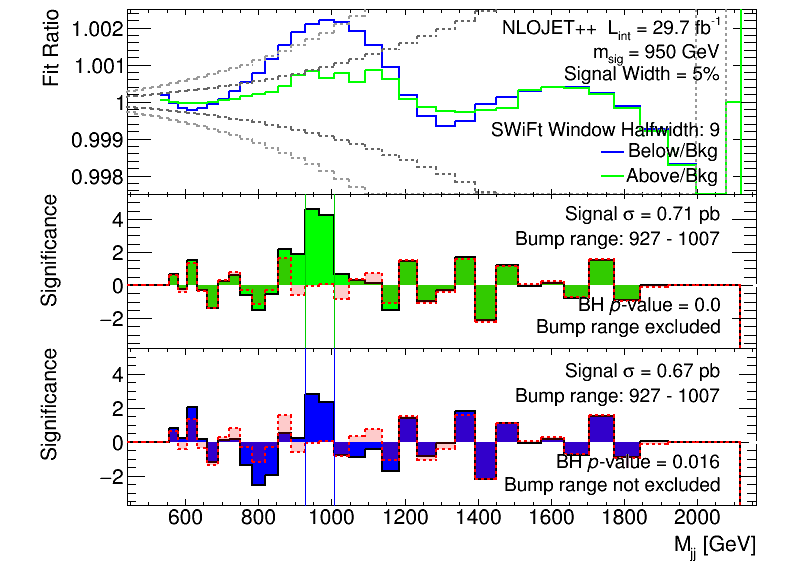 Fit Ratio
1.002
1.001
1
0.999
0.998
NLOJET++ L_int = 29.7 fb⁻¹
m_sig = 950 GeV
Signal Width = 5%
SWiFt Window Halfwidth: 9
Below/Bkg
Above/Bkg
Significance
4
2
0
−2
Signal σ = 0.71 pb
Bump range: 927 - 1007
BH p-value = 0.0
Bump range excluded
Significance
4
2
0
−2
Signal σ = 0.67 pb
Bump range: 927 - 1007
BH p-value = 0.016
Bump range not excluded
600 800 1000 1200 1400 1600 1800 2000
M_jj [GeV]